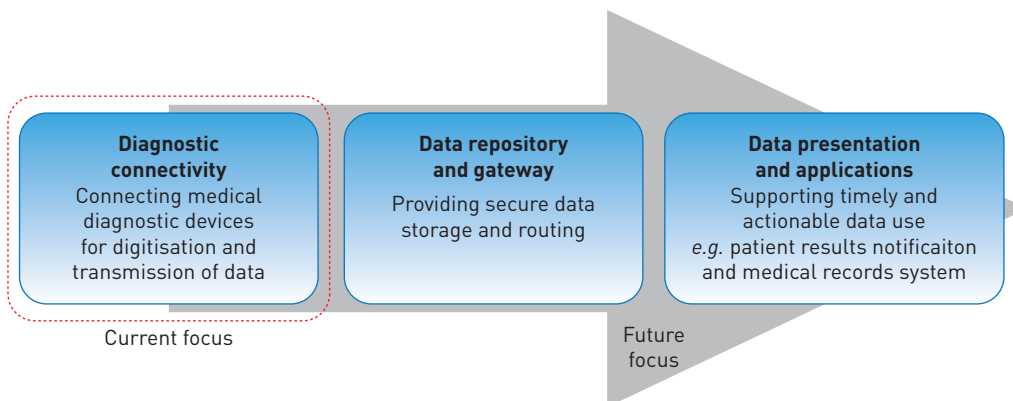 Diagnostic
connectivity
Connecting medical
diagnostic devices
for digitisation and
transmission of data
Data repository
and gateway
Providing secure data
storage and routing
Data presentation
and applications
Supporting timely and
actionable data use
e.g. patient results notificaiton
and medical records system
Current focus
Future
focus